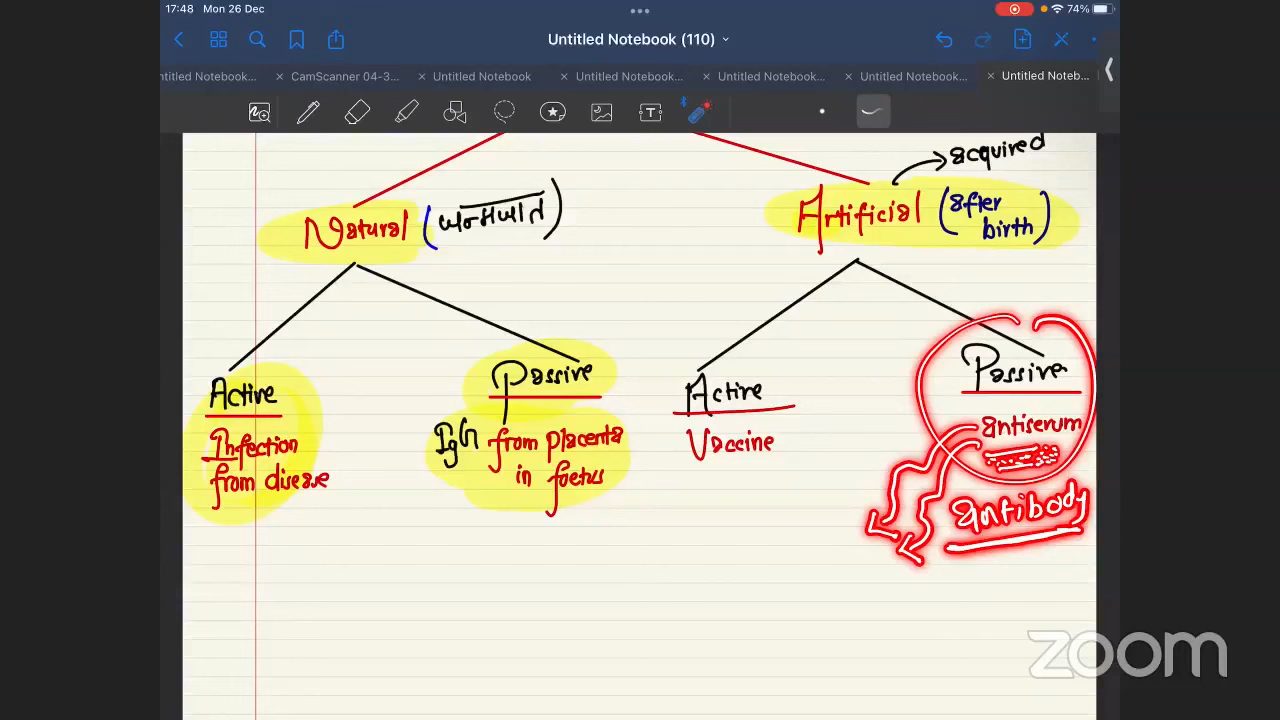 17:48 Mon 26 Dec
74%
Untitled Notebook (110)
ntitled Notebook...
CamScanner 04-3...
Untitled Notebook
Untitled Notebook...
Untitled Notebook...
Untitled Notebook...
Untitled Noteb...
acquired
Natural
Artificial (after
birth)
Active
Infection
from disease
Passive
IgG from placenta
in foetus
Active
Vaccine
Passive
antiserum
antibody
zoom